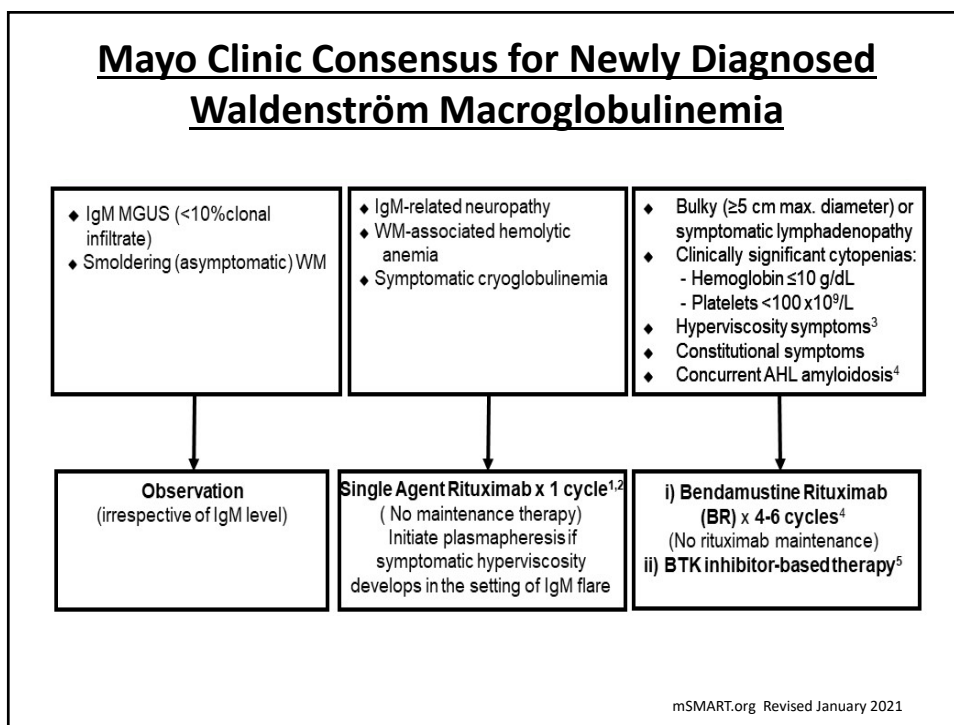 Mayo Clinic Consensus for Newly Diagnosed
Waldenström Macroglobulinemia
◆ IgM MGUS (<10%clonal
infiltrate)
◆ Smoldering (asymptomatic) WM
◆ IgM-related neuropathy
◆ WM-associated hemolytic
anemia
◆ Symptomatic cryoglobulinemia
◆ Bulky (≥5 cm max. diameter) or
symptomatic lymphadenopathy
◆ Clinically significant cytopenias:
- Hemoglobin ≤10 g/dL
- Platelets <100 x10⁹/L
◆ Hyperviscosity symptoms³
◆ Constitutional symptoms
◆ Concurrent AHL amyloidosis⁴
Observation
(irrespective of IgM level)
Single Agent Rituximab x 1 cycle¹,²
( No maintenance therapy)
Initiate plasmapheresis if
symptomatic hyperviscosity
develops in the setting of IgM flare
i) Bendamustine Rituximab
(BR) x 4-6 cycles⁴
(No rituximab maintenance)
ii) BTK inhibitor-based therapy⁵
mSMART.org Revised January 2021